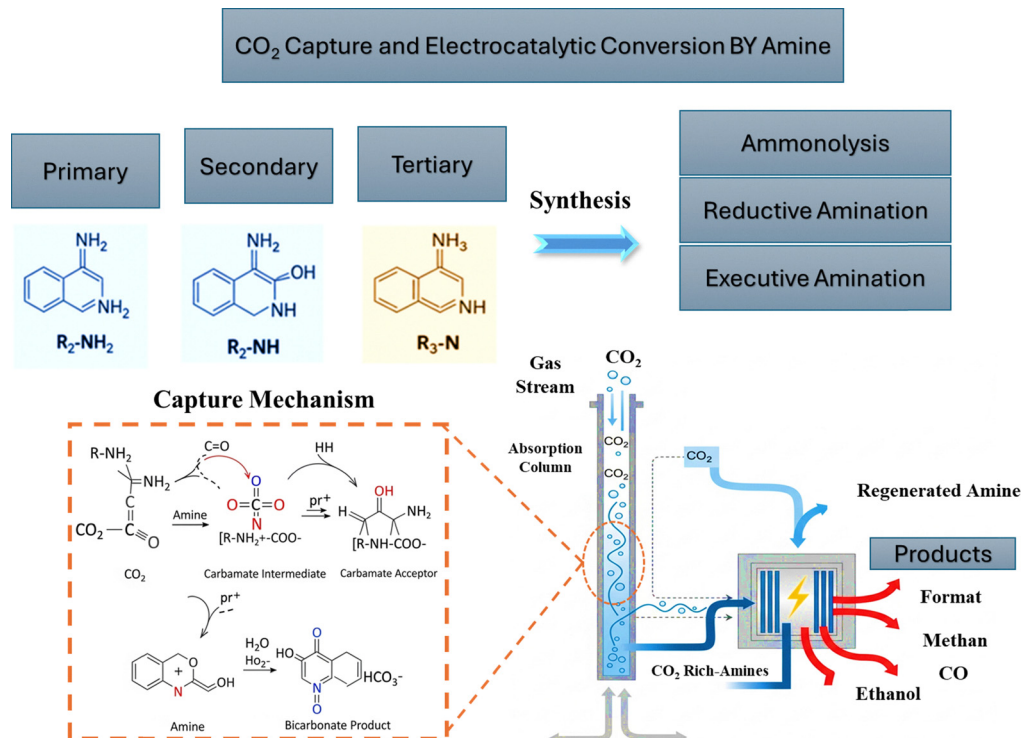 CO₂ Capture and Electrocatalytic Conversion BY Amine
Primary
Secondary
Tertiary
Synthesis
Ammonolysis
Reductive Amination
Executive Amination
NH₂
NH₂
R₂-NH₂
NH₂
OH
NH
R₂-NH
NH₃
NH
R₃-N
Capture Mechanism
R-NH₂
NH₂
C
CO₂
O
CO₂
C=O
Amine
O
O=C=O
N
[R-NH₂+-COO-
Carbamate Intermediate
HH
pr⁺
OH
H
NH₂
[R-NH-COO-
Carbamate Acceptor
pr⁺
O
+
N
OH
Amine
H₂O
Ho₂-
O
HO
N
O
HCO₃⁻
Bicarbonate Product
Gas
Stream
CO₂
Absorption
Column
CO₂
CO₂
CO₂
Regenerated Amine
Products
Format
Methan
CO
Ethanol
CO₂ Rich-Amines